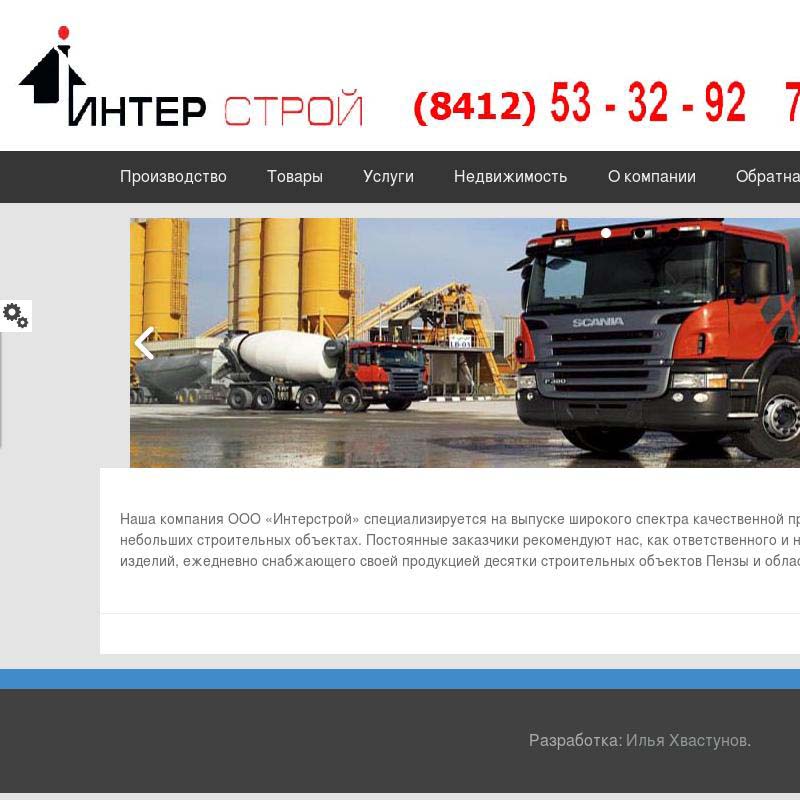 ИНТЕР СТРОЙ
(8412) 53 - 32 - 92 7
Производство Товары Услуги Недвижимость О компании Обратна
SCANIA
Наша компания ООО «Интерстрой» специализируется на выпуске широкого спектра качественной пр
небольших строительных объектах. Постоянные заказчики рекомендуют нас, как ответственного и н
изделий, ежедневно снабжающего своей продукцией десятки строительных объектов Пензы и облас
Разработка: Илья Хвастунов.